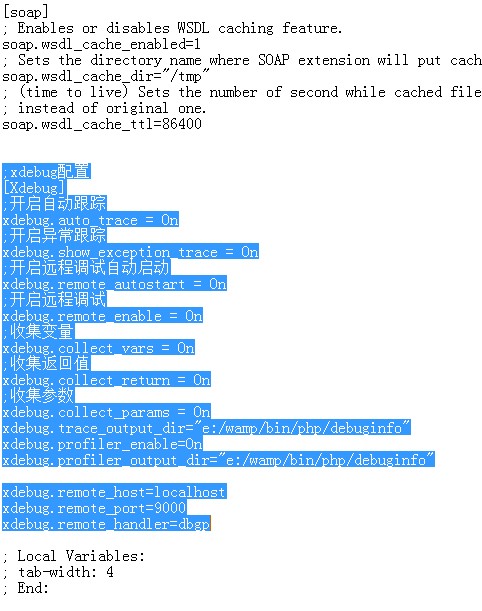 [soap]
; Enables or disables WSDL caching feature.
soap.wsdl_cache_enabled=1
; Sets the directory name where SOAP extension will put cach
soap.wsdl_cache_dir="/tmp"
; (time to live) Sets the number of second while cached file
; instead of original one.
soap.wsdl_cache_ttl=86400
;xdebug配置
[Xdebug]
;开启自动跟踪
xdebug.auto_trace = On
;开启异常跟踪
xdebug.show_exception_trace = On
;开启远程调试自动启动
xdebug.remote_autostart = On
;开启远程调试
xdebug.remote_enable = On
;收集变量
xdebug.collect_vars = On
;收集返回值
xdebug.collect_return = On
;收集参数
xdebug.collect_params = On
xdebug.trace_output_dir="e:/wamp/bin/php/debuginfo"
xdebug.profiler_enable=On
xdebug.profiler_output_dir="e:/wamp/bin/php/debuginfo"
xdebug.remote_host=localhost
xdebug.remote_port=9000
xdebug.remote_handler=dbgp
; Local Variables:
; tab-width: 4
; End: